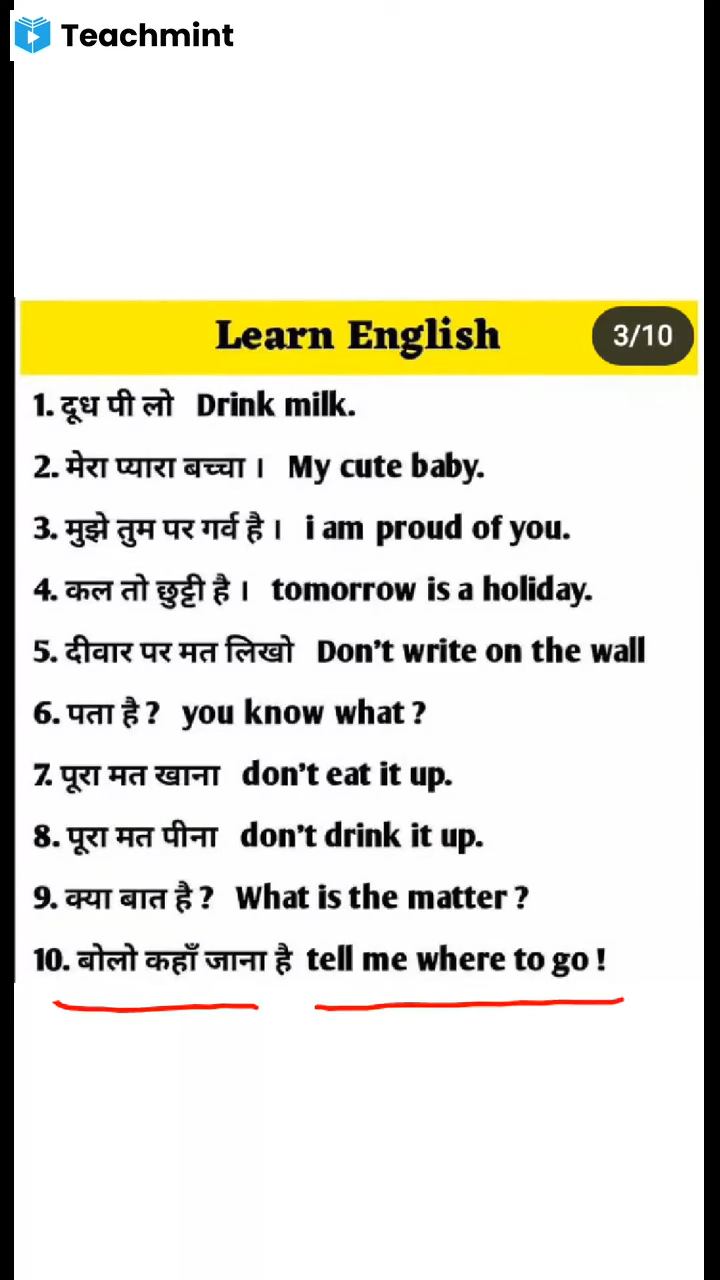 Teachmint
Learn English
3/10
1. दूध पी लो Drink milk.
2. मेरा प्यारा बच्चा । My cute baby.
3. मुझे तुम पर गर्व है । i am proud of you.
4. कल तो छुट्टी है । tomorrow is a holiday.
5. दीवार पर मत लिखो Don't write on the wall
6. पता है ? you know what ?
7. पूरा मत खाना don't eat it up.
8. पूरा मत पीना don't drink it up.
9. क्या बात है ? What is the matter ?
10. बोलो कहाँ जाना है tell me where to go !